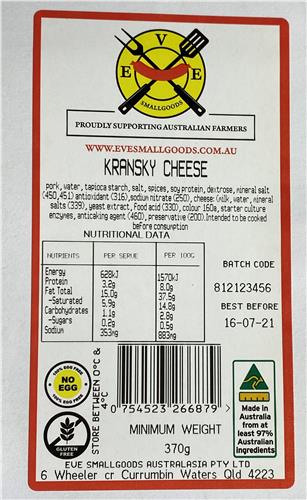 EVE
SMALLGOODS
PROUDLY SUPPORTING AUSTRALIAN FARMERS
WWW.EVESMALLGOODS.COM.AU
KRANSKY CHEESE
pork, water, tapioca starch, salt, spices, soy protein, dextrose, mineral salt
(450,451) antioxidant (316), sodium nitrate (250), cheese: (milk, water, mineral
salts (339), yeast extract, Food acid (330), colour 160a, starter culture
enzymes, anticaking agent (460), preservative (200). Intended to be cooked
before consumption
NUTRITIONAL DATA
NUTRIENTS PER SERVE PER 100G
Energy 628kJ 1570kJ
Protein 3.2g 8.0g
Fat Total 15.0g 37.5g
-Saturated 5.9g 14.8g
Carbohydrates 1.1g 2.8g
-Sugars 0.2g 0.5g
Sodium 353mg 883mg
BATCH CODE
812123456
BEST BEFORE
16-07-21
100% EGG FREE
NO
EGG
100% EGG FREE
GLUTEN
FREE
STORE BETWEEN 0°C &
4°C
0 754523 266879 >
MINIMUM WEIGHT
370g
Made in
Australia
from at
least 97%
Australian
ingredients
EVE SMALLGOODS AUSTRALASIA PTY LTD
6 Wheeler cr Currumbin Waters Qld 4223